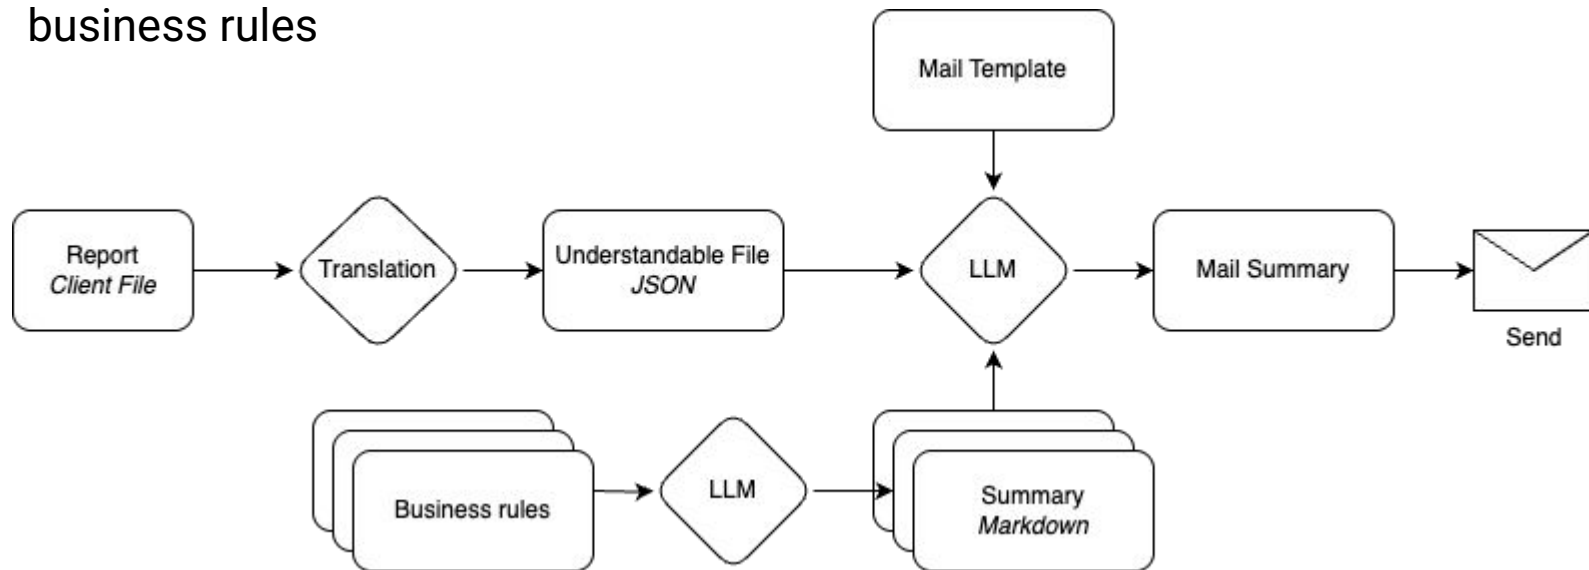 business rules
Mail Template
Report
Client File
Translation
Understandable File
JSON
LLM
Mail Summary
Send
Business rules
LLM
Summary
Markdown